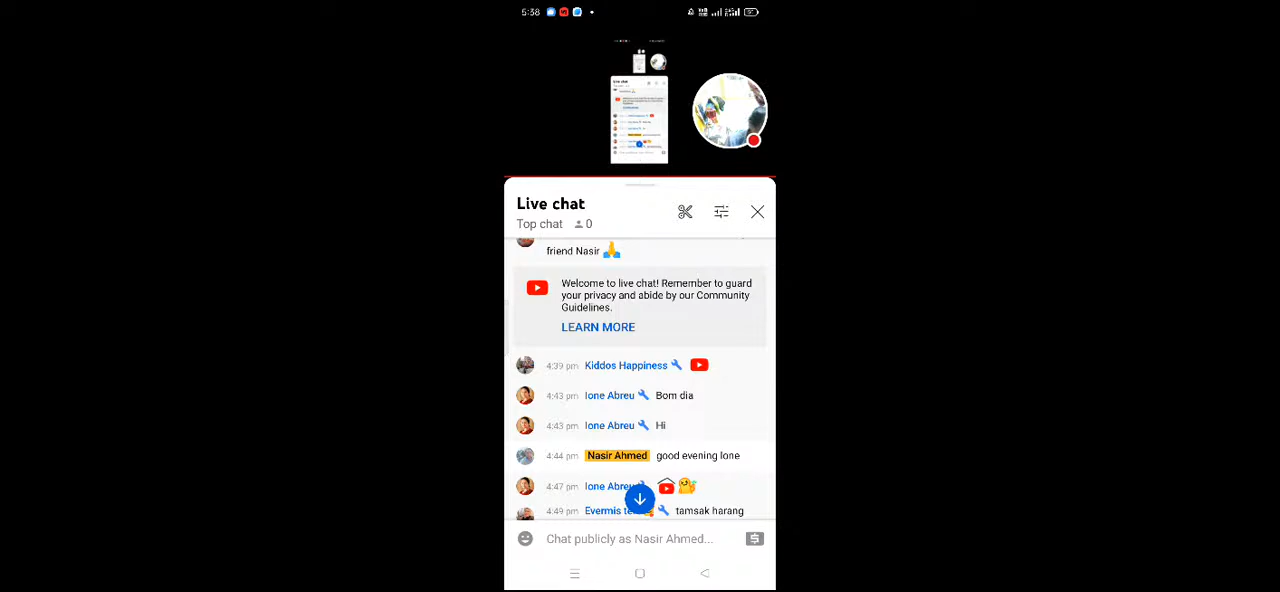 5:38
Live chat
Top chat 0
friend Nasir 🙏
Welcome to live chat! Remember to guard
your privacy and abide by our Community
Guidelines.
LEARN MORE
4:39 pm Kiddos Happiness
4:43 pm Ione Abreu Bom dia
4:43 pm Ione Abreu Hi
4:44 pm Nasir Ahmed good evening lone
4:47 pm Ione Abreu
4:49 pm Evermis tamsak harang
Chat publicly as Nasir Ahmed...